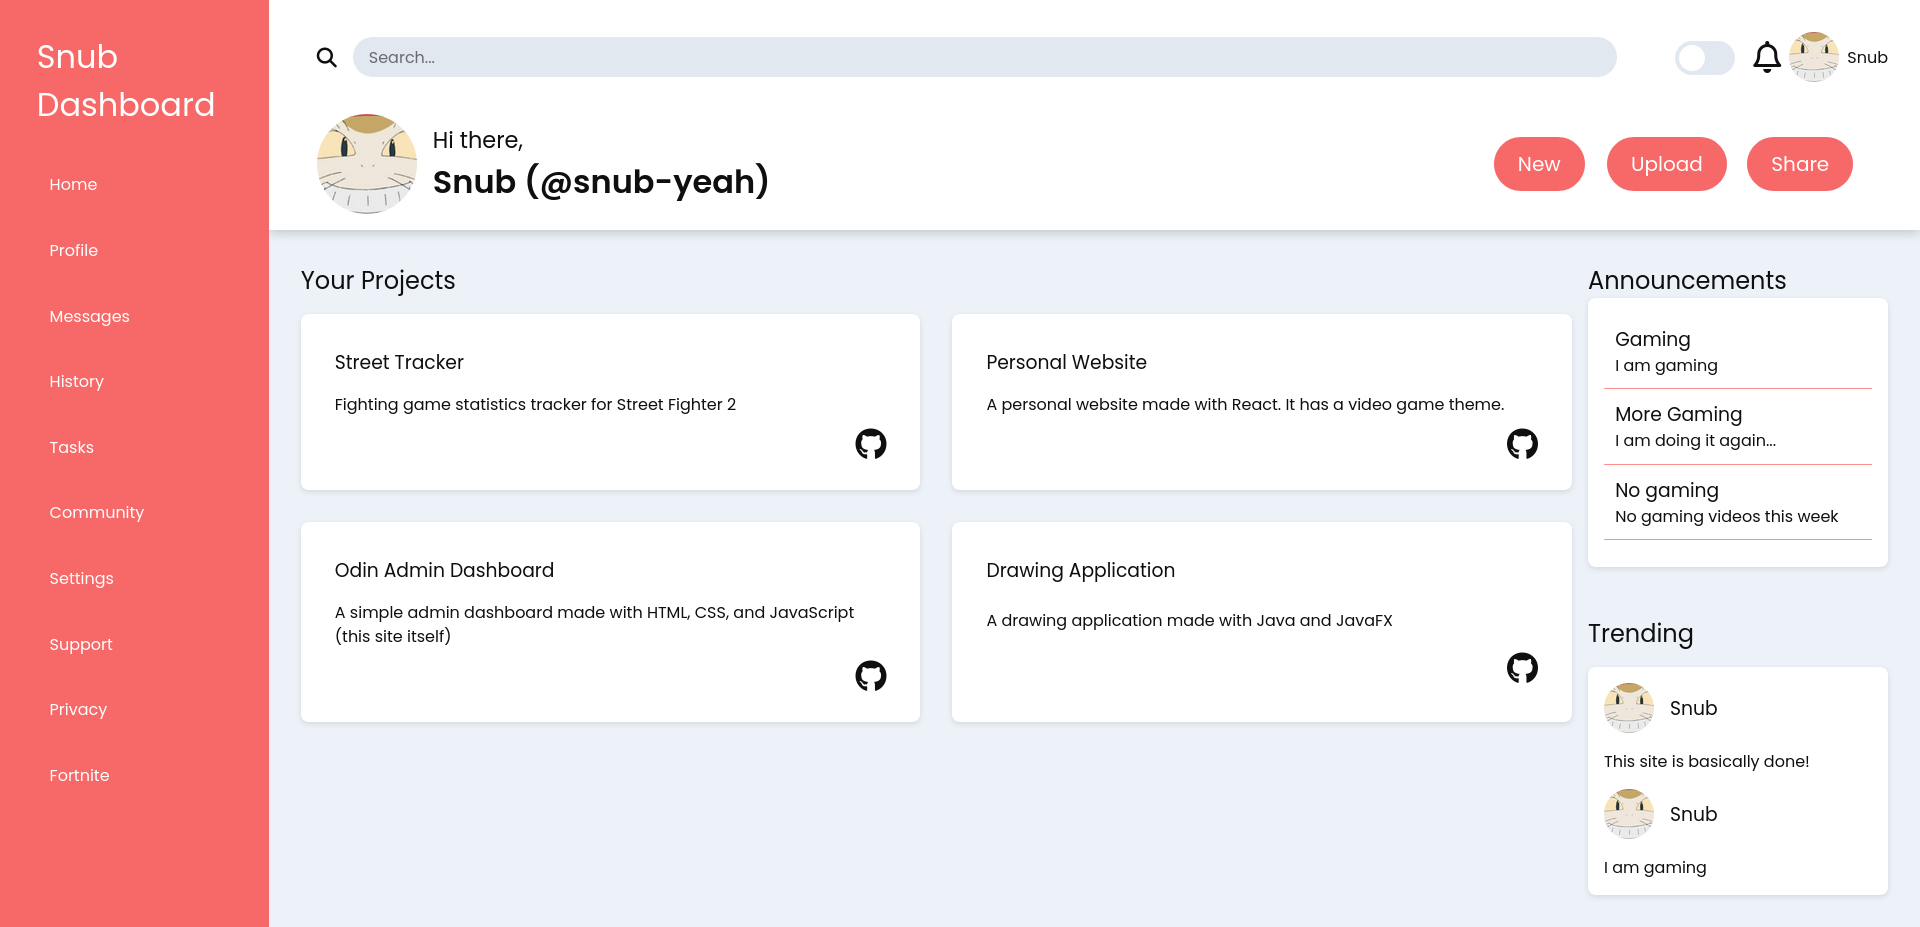 Snub
Dashboard
Home
Profile
Messages
History
Tasks
Community
Settings
Support
Privacy
Fortnite
Search...
Snub
Hi there,
Snub (@snub-yeah)
New
Upload
Share
Your Projects
Street Tracker
Fighting game statistics tracker for Street Fighter 2
Personal Website
A personal website made with React. It has a video game theme.
Odin Admin Dashboard
A simple admin dashboard made with HTML, CSS, and JavaScript
(this site itself)
Drawing Application
A drawing application made with Java and JavaFX
Announcements
Gaming
I am gaming
More Gaming
I am doing it again...
No gaming
No gaming videos this week
Trending
Snub
This site is basically done!
Snub
I am gaming